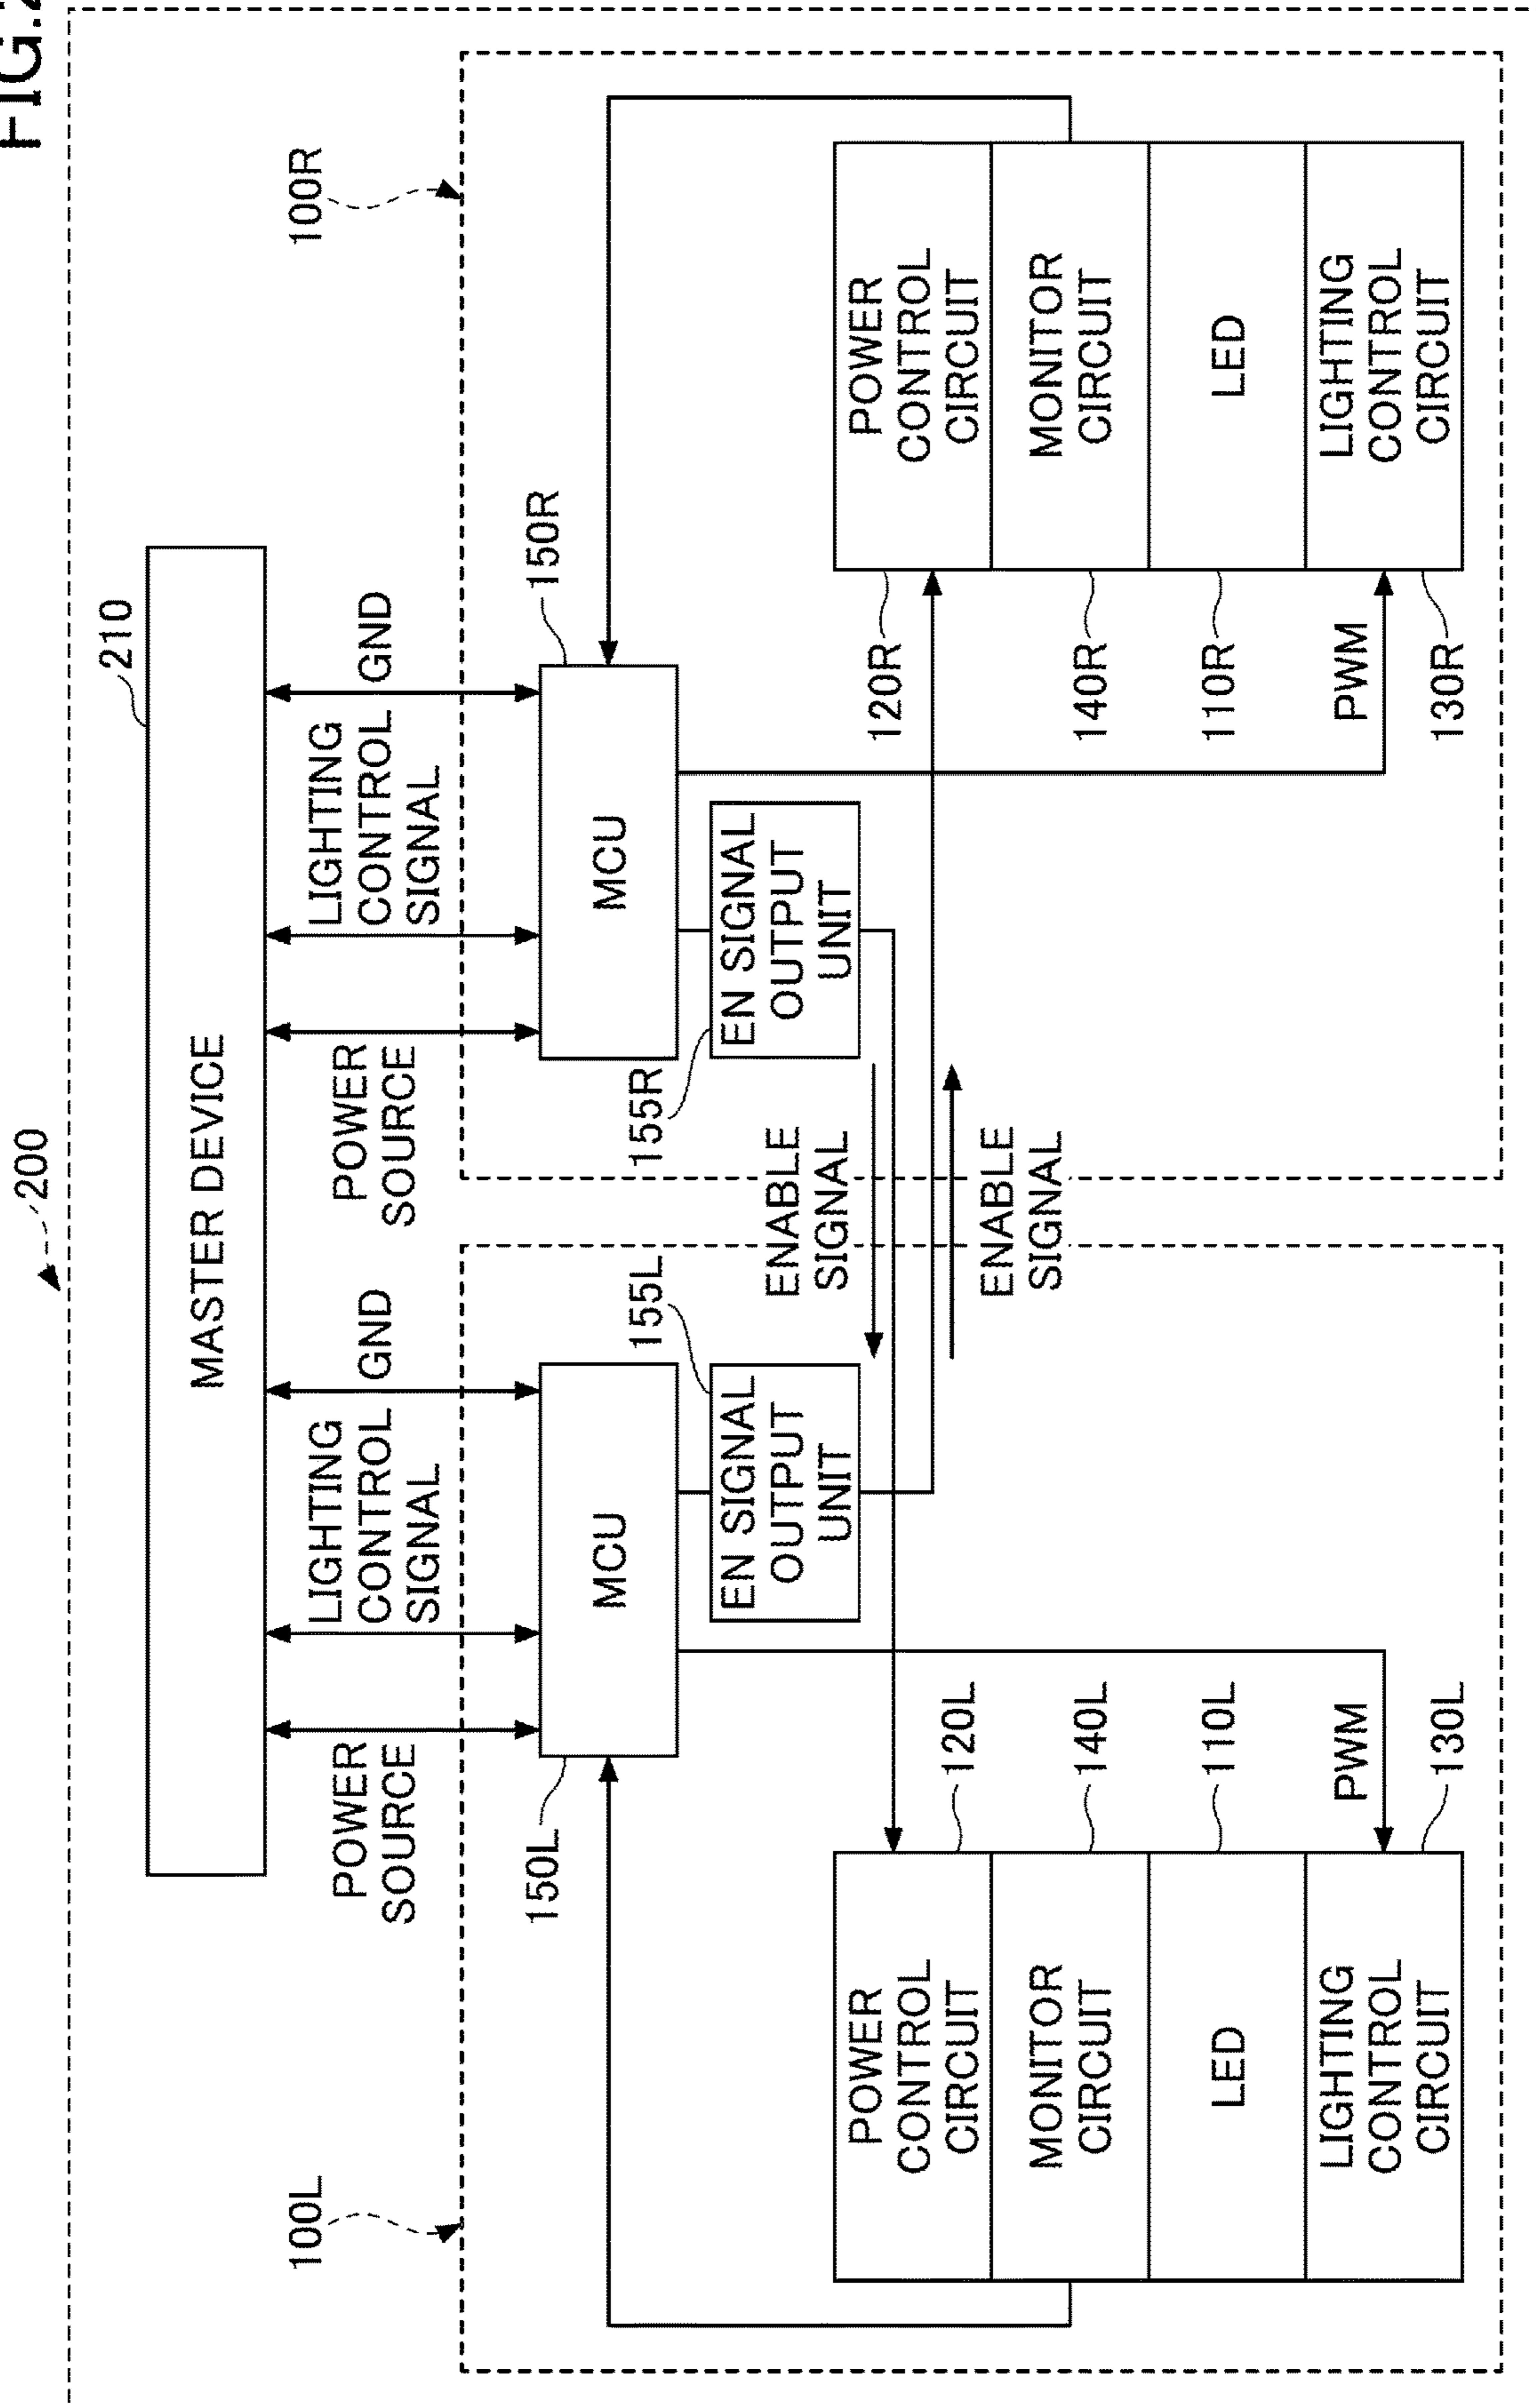 FIG.2
200
210
MASTER DEVICE
POWER
SOURCE
LIGHTING
CONTROL
SIGNAL
GND
POWER
SOURCE
LIGHTING
CONTROL
SIGNAL
GND
100L
100R
150L
MCU
150R
MCU
155L
EN SIGNAL
OUTPUT
UNIT
155R
EN SIGNAL
OUTPUT
UNIT
ENABLE
SIGNAL
ENABLE
SIGNAL
POWER
CONTROL
CIRCUIT
120L
MONITOR
CIRCUIT
140L
LED
110L
LIGHTING
CONTROL
CIRCUIT
PWM
130L
120R
POWER
CONTROL
CIRCUIT
140R
MONITOR
CIRCUIT
110R
LED
PWM
130R
LIGHTING
CONTROL
CIRCUIT